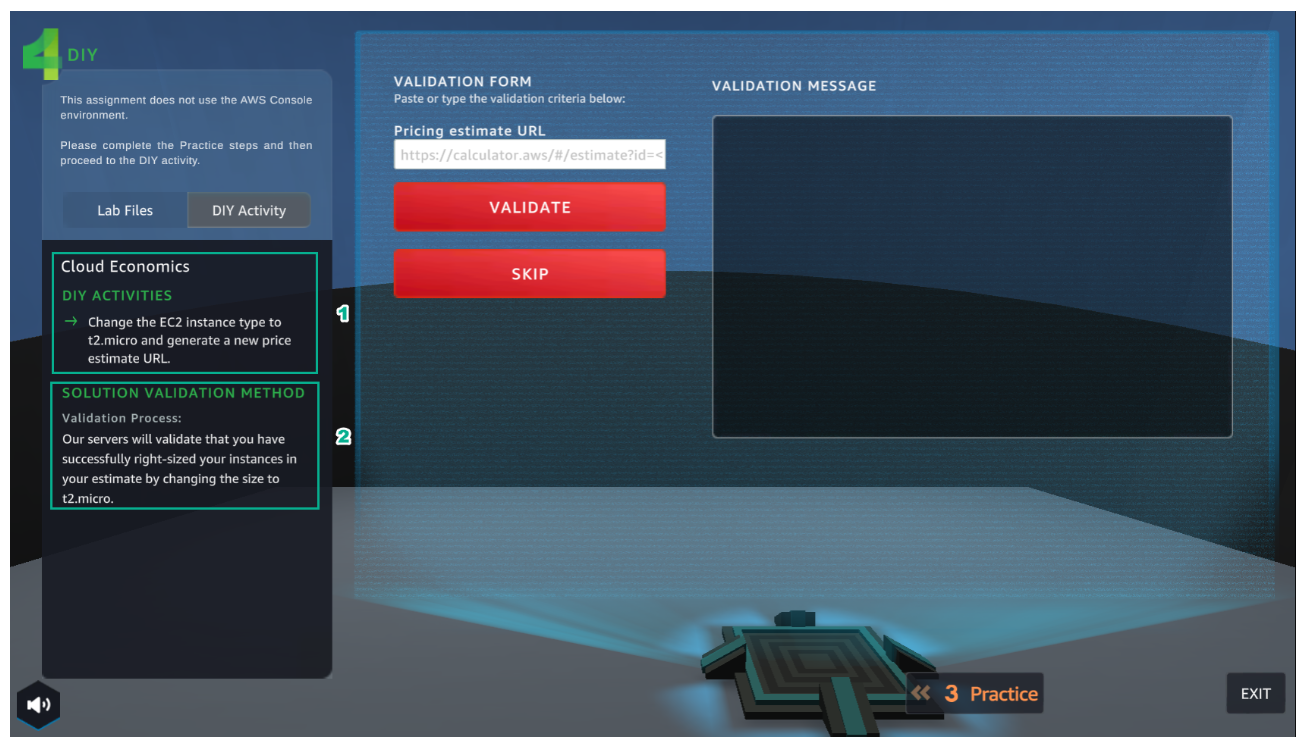 4 DIY
This assignment does not use the AWS Console
environment.
Please complete the Practice steps and then
proceed to the DIY activity.
Lab Files
DIY Activity
Cloud Economics
DIY ACTIVITIES
→ Change the EC2 instance type to
t2.micro and generate a new price
estimate URL.
1
SOLUTION VALIDATION METHOD
Validation Process:
Our servers will validate that you have
successfully right-sized your instances in
your estimate by changing the size to
t2.micro.
2
VALIDATION FORM
Paste or type the validation criteria below:
Pricing estimate URL
https://calculator.aws/#/estimate?id=<
VALIDATE
SKIP
VALIDATION MESSAGE
3 Practice
EXIT